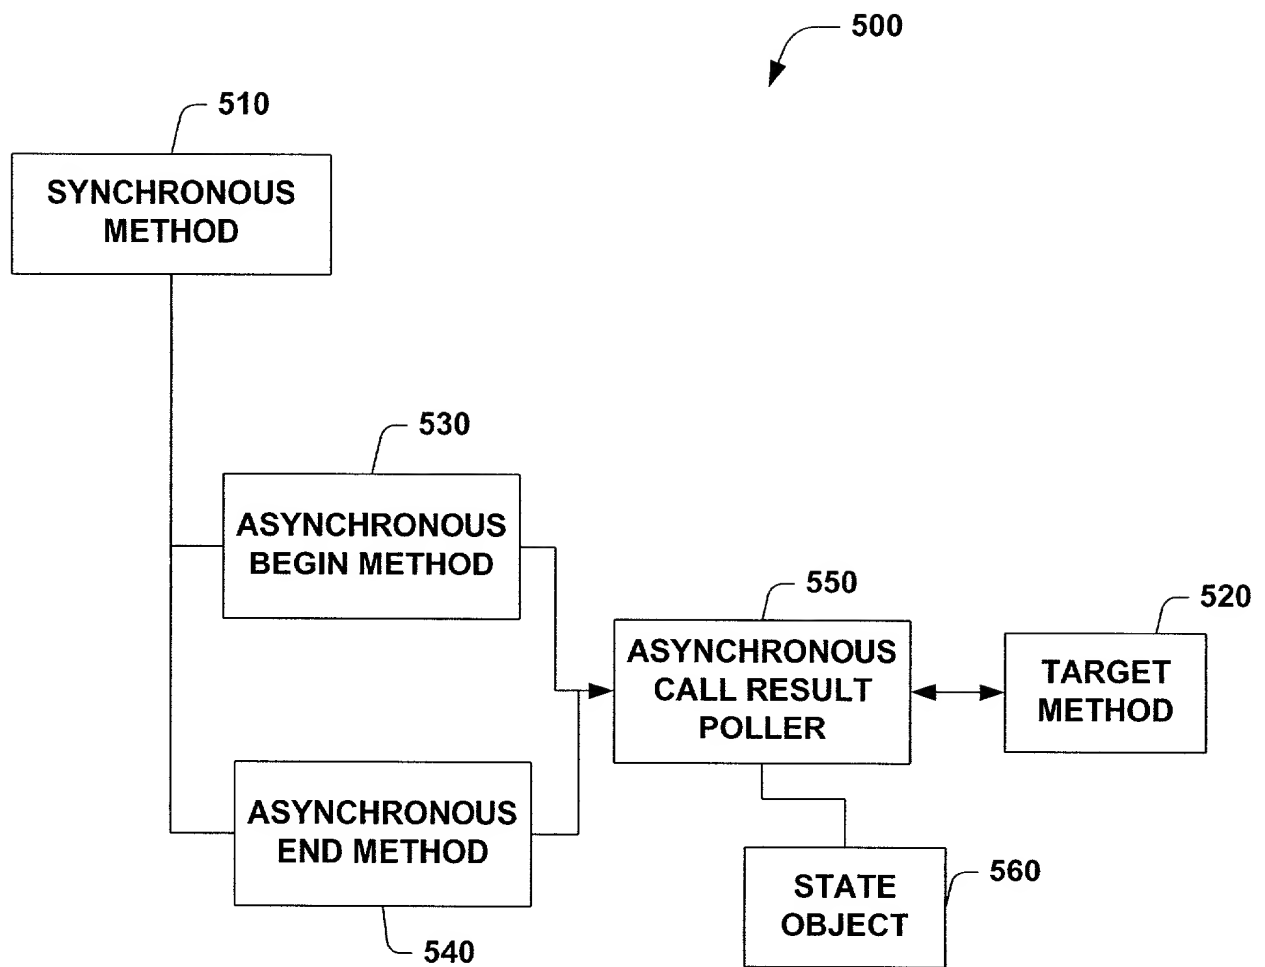 500
510
SYNCHRONOUS
METHOD
530
ASYNCHRONOUS
BEGIN METHOD
550
520
ASYNCHRONOUS
CALL RESULT
POLLER
TARGET
METHOD
ASYNCHRONOUS
END METHOD
560
STATE
OBJECT
540